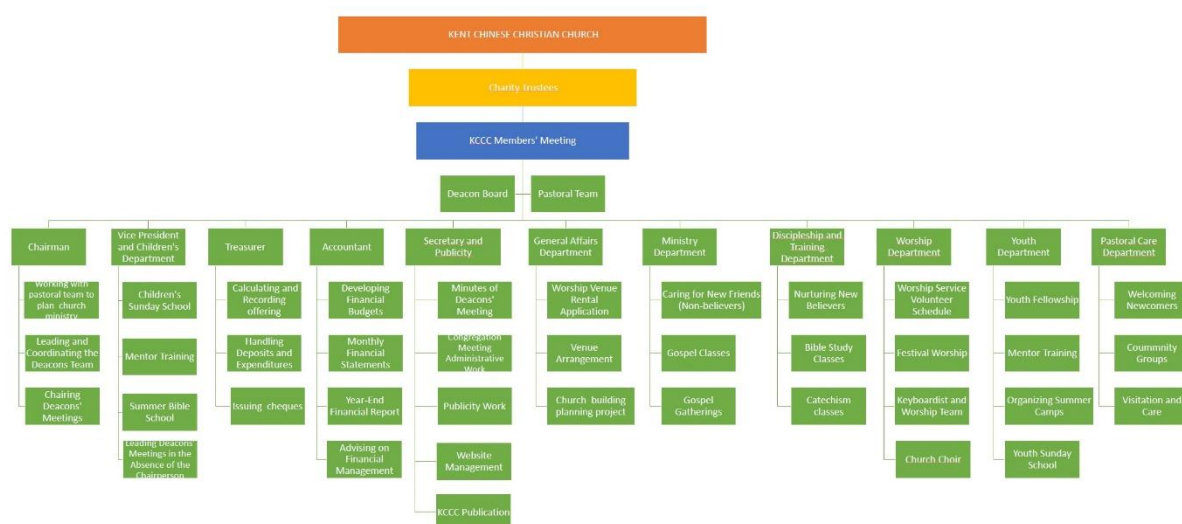 KENT CHINESE CHRISTIAN CHURCH
Charity Trustees
KCCC Members' Meeting
Deacon Board
Pastoral Team
Chairman
Working with
pastoral team to
plan church
ministry
Leading and
Coordinating the
Deacons Team
Chairing
Deacons'
Meetings
Vice President
and Children's
Department
Children's
Sunday School
Mentor Training
Summer Bible
School
Leading Deacons'
Meetings in the
Absence of the
Chairperson
Treasurer
Calculating and
Recording
offering
Handling
Deposits and
Expenditures
Issuing cheques
Accountant
Developing
Financial
Budgets
Monthly
Financial
Statements
Year-End
Financial Report
Advising on
Financial
Management
Secretary and
Publicity
Minutes of
Deacons'
Meeting
Congregation
Meeting
Administrative
Work
Publicity Work
Website
Management
KCCC Publication
General Affairs
Department
Worship Venue
Rental
Application
Venue
Arrangement
Church building
planning project
Ministry
Department
Caring for New
Friends
(Non-believers)
Gospel Classes
Gospel
Gatherings
Discipleship and
Training
Department
Nurturing New
Believers
Bible Study
Classes
Catechism
classes
Worship
Department
Worship Service
Volunteer
Schedule
Festival Worship
Keyboardist and
Worship Team
Church Choir
Youth
Department
Youth Fellowship
Mentor Training
Organizing Summer
Camps
Youth Sunday
School
Pastoral Care
Department
Welcoming
Newcomers
Coummnity
Groups
Visitation and
Care